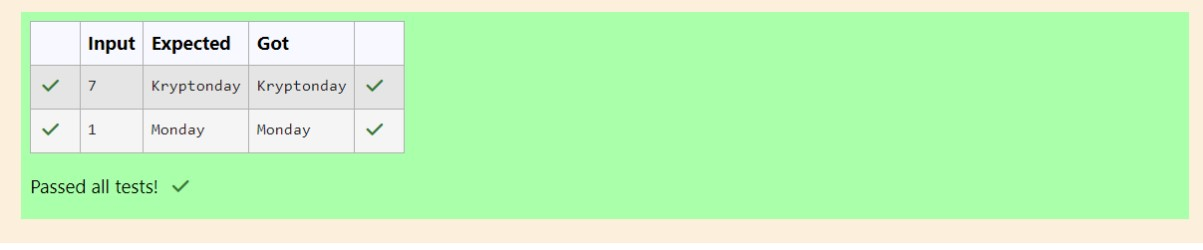 Input Expected Got
7 Kryptonday Kryptonday
1 Monday Monday
Passed all tests!